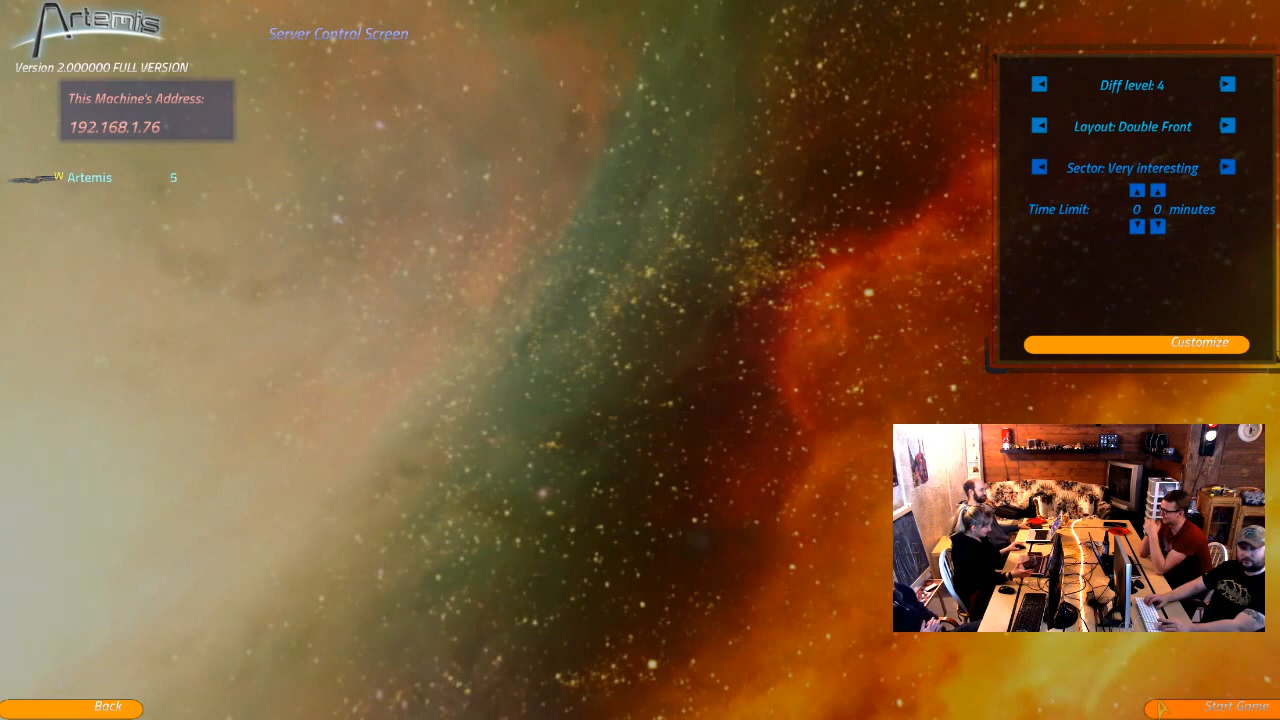 Artemis
Server Control Screen
Version 2.000000 FULL VERSION
This Machine's Address:
192.168.1.76
W Artemis 5
Diff level: 4
Layout: Double Front
Sector: Very interesting
Time Limit: 0 0 minutes
Customize
Back
Start Game